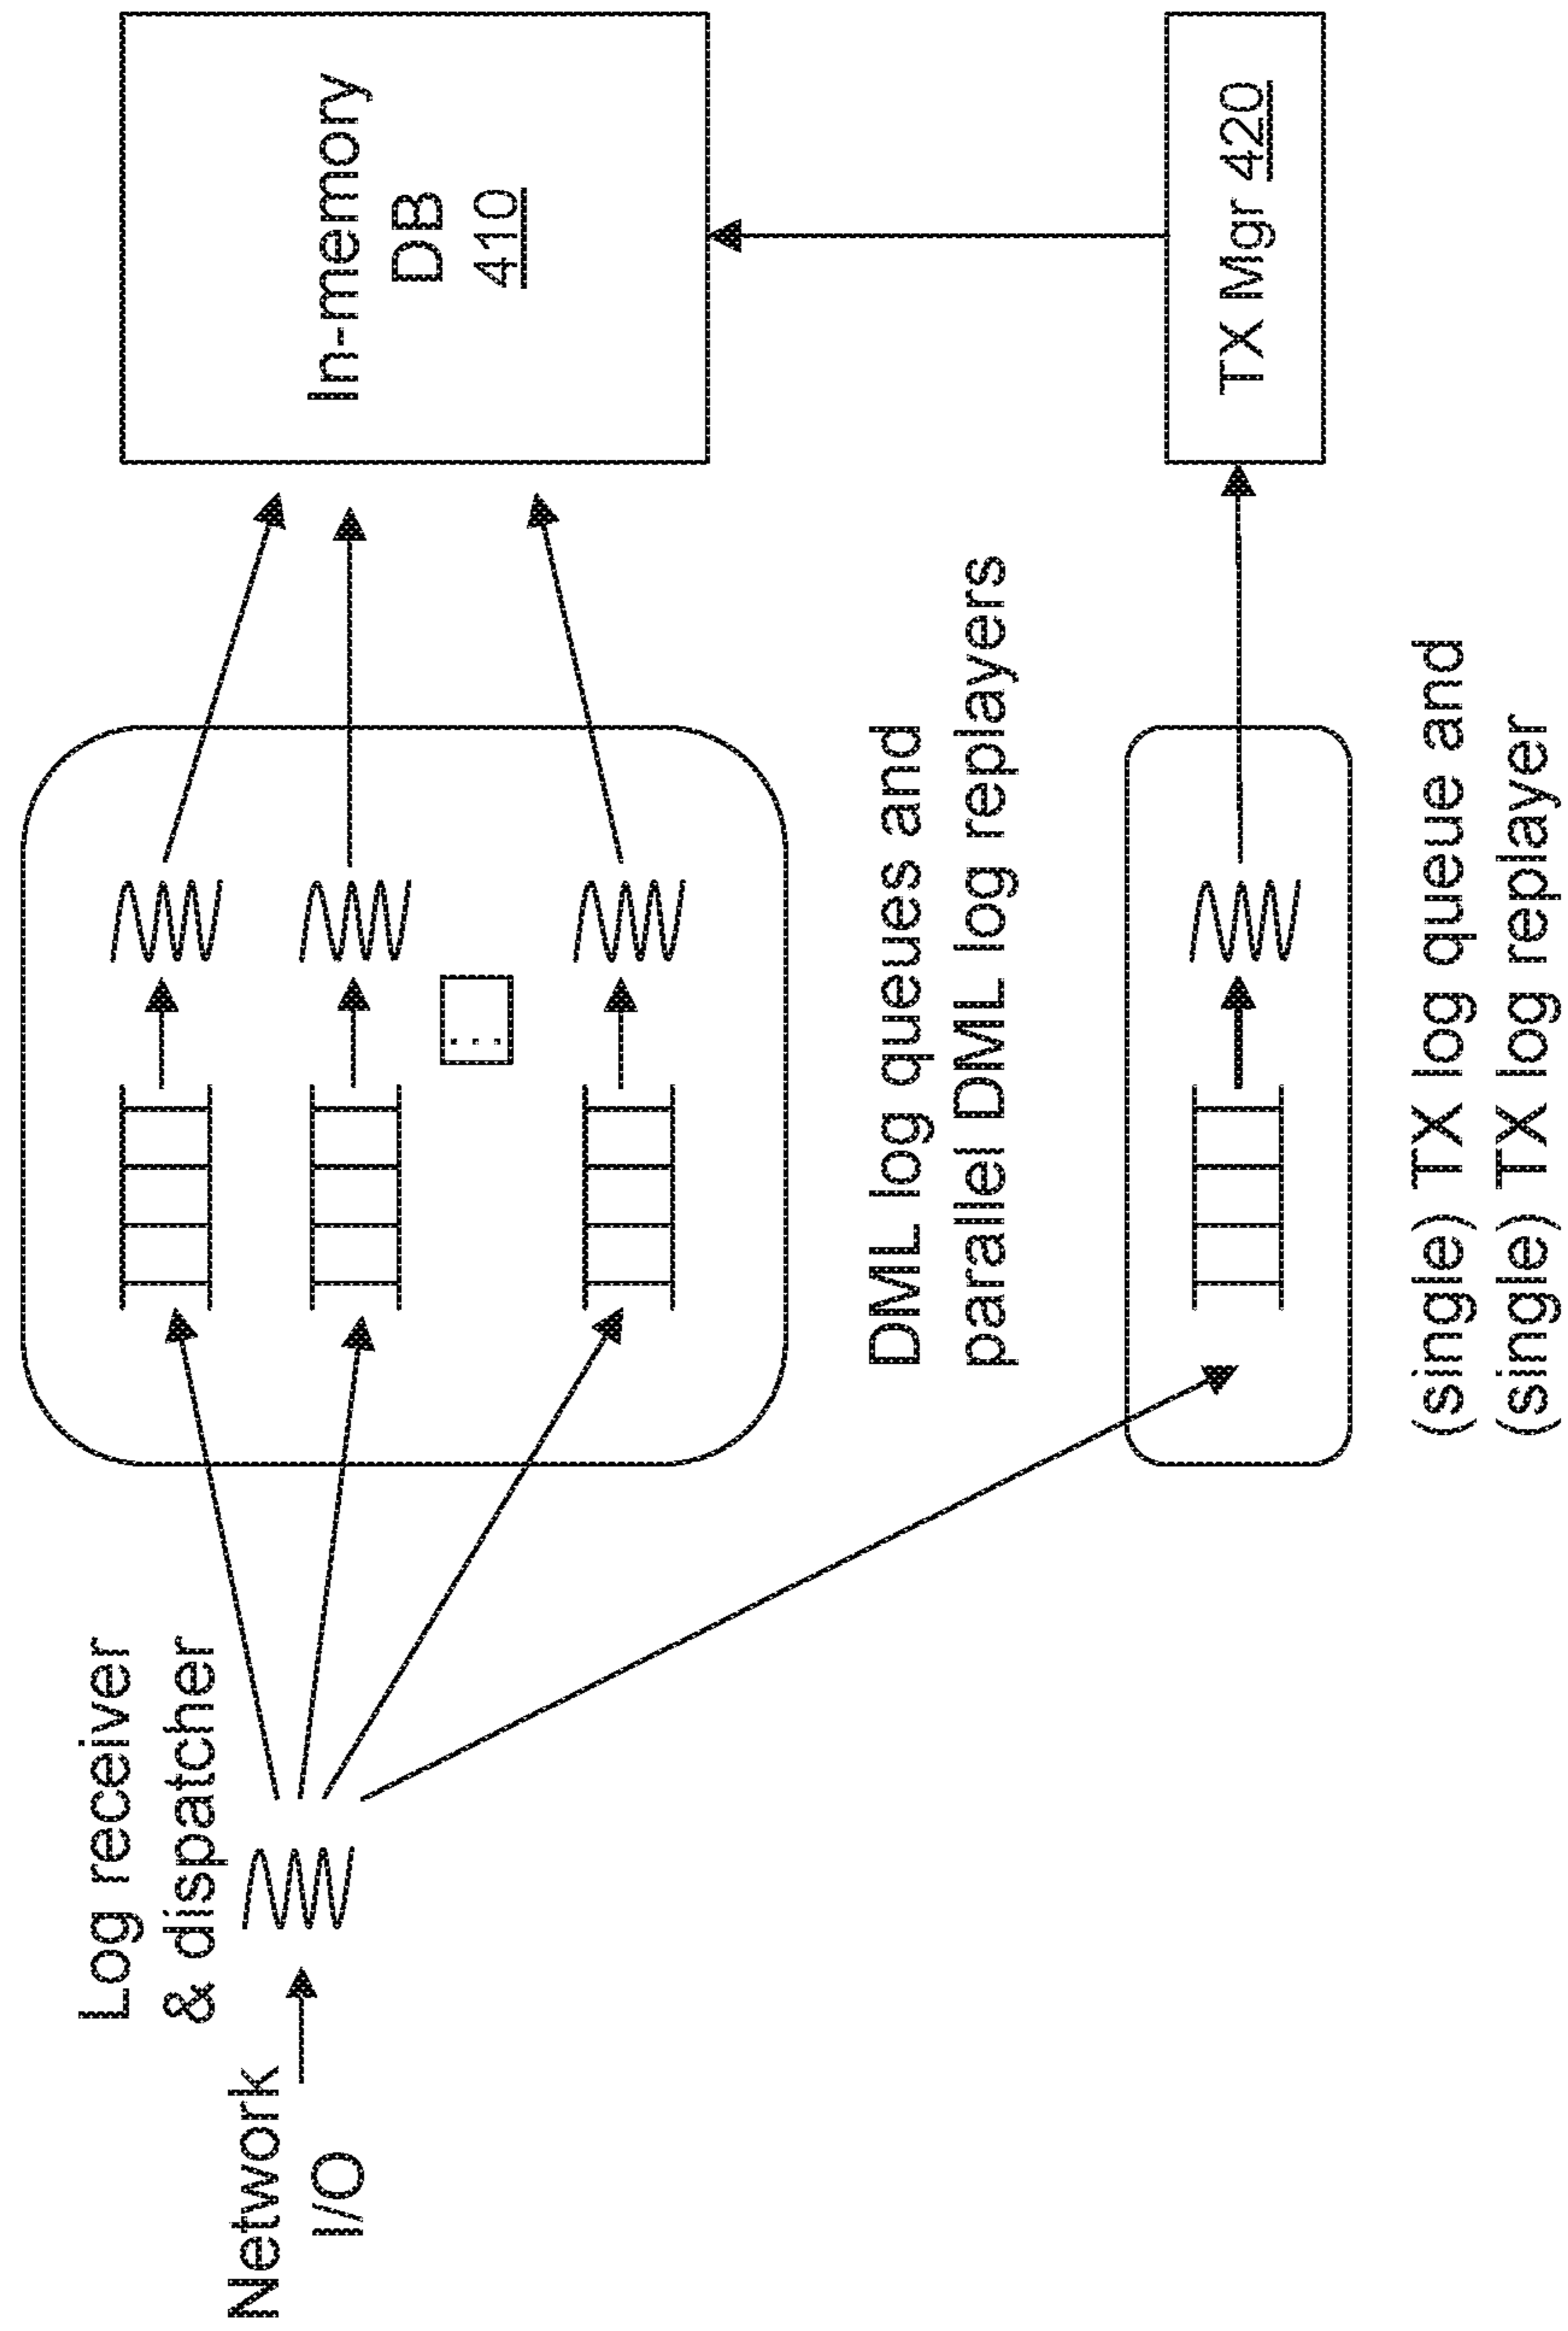 Network
I/O
Log receiver
& dispatcher
DML log queues and
parallel DML log replayers
(single) TX log queue and
(single) TX log replayer
In-memory
DB
410
TX Mgr 420